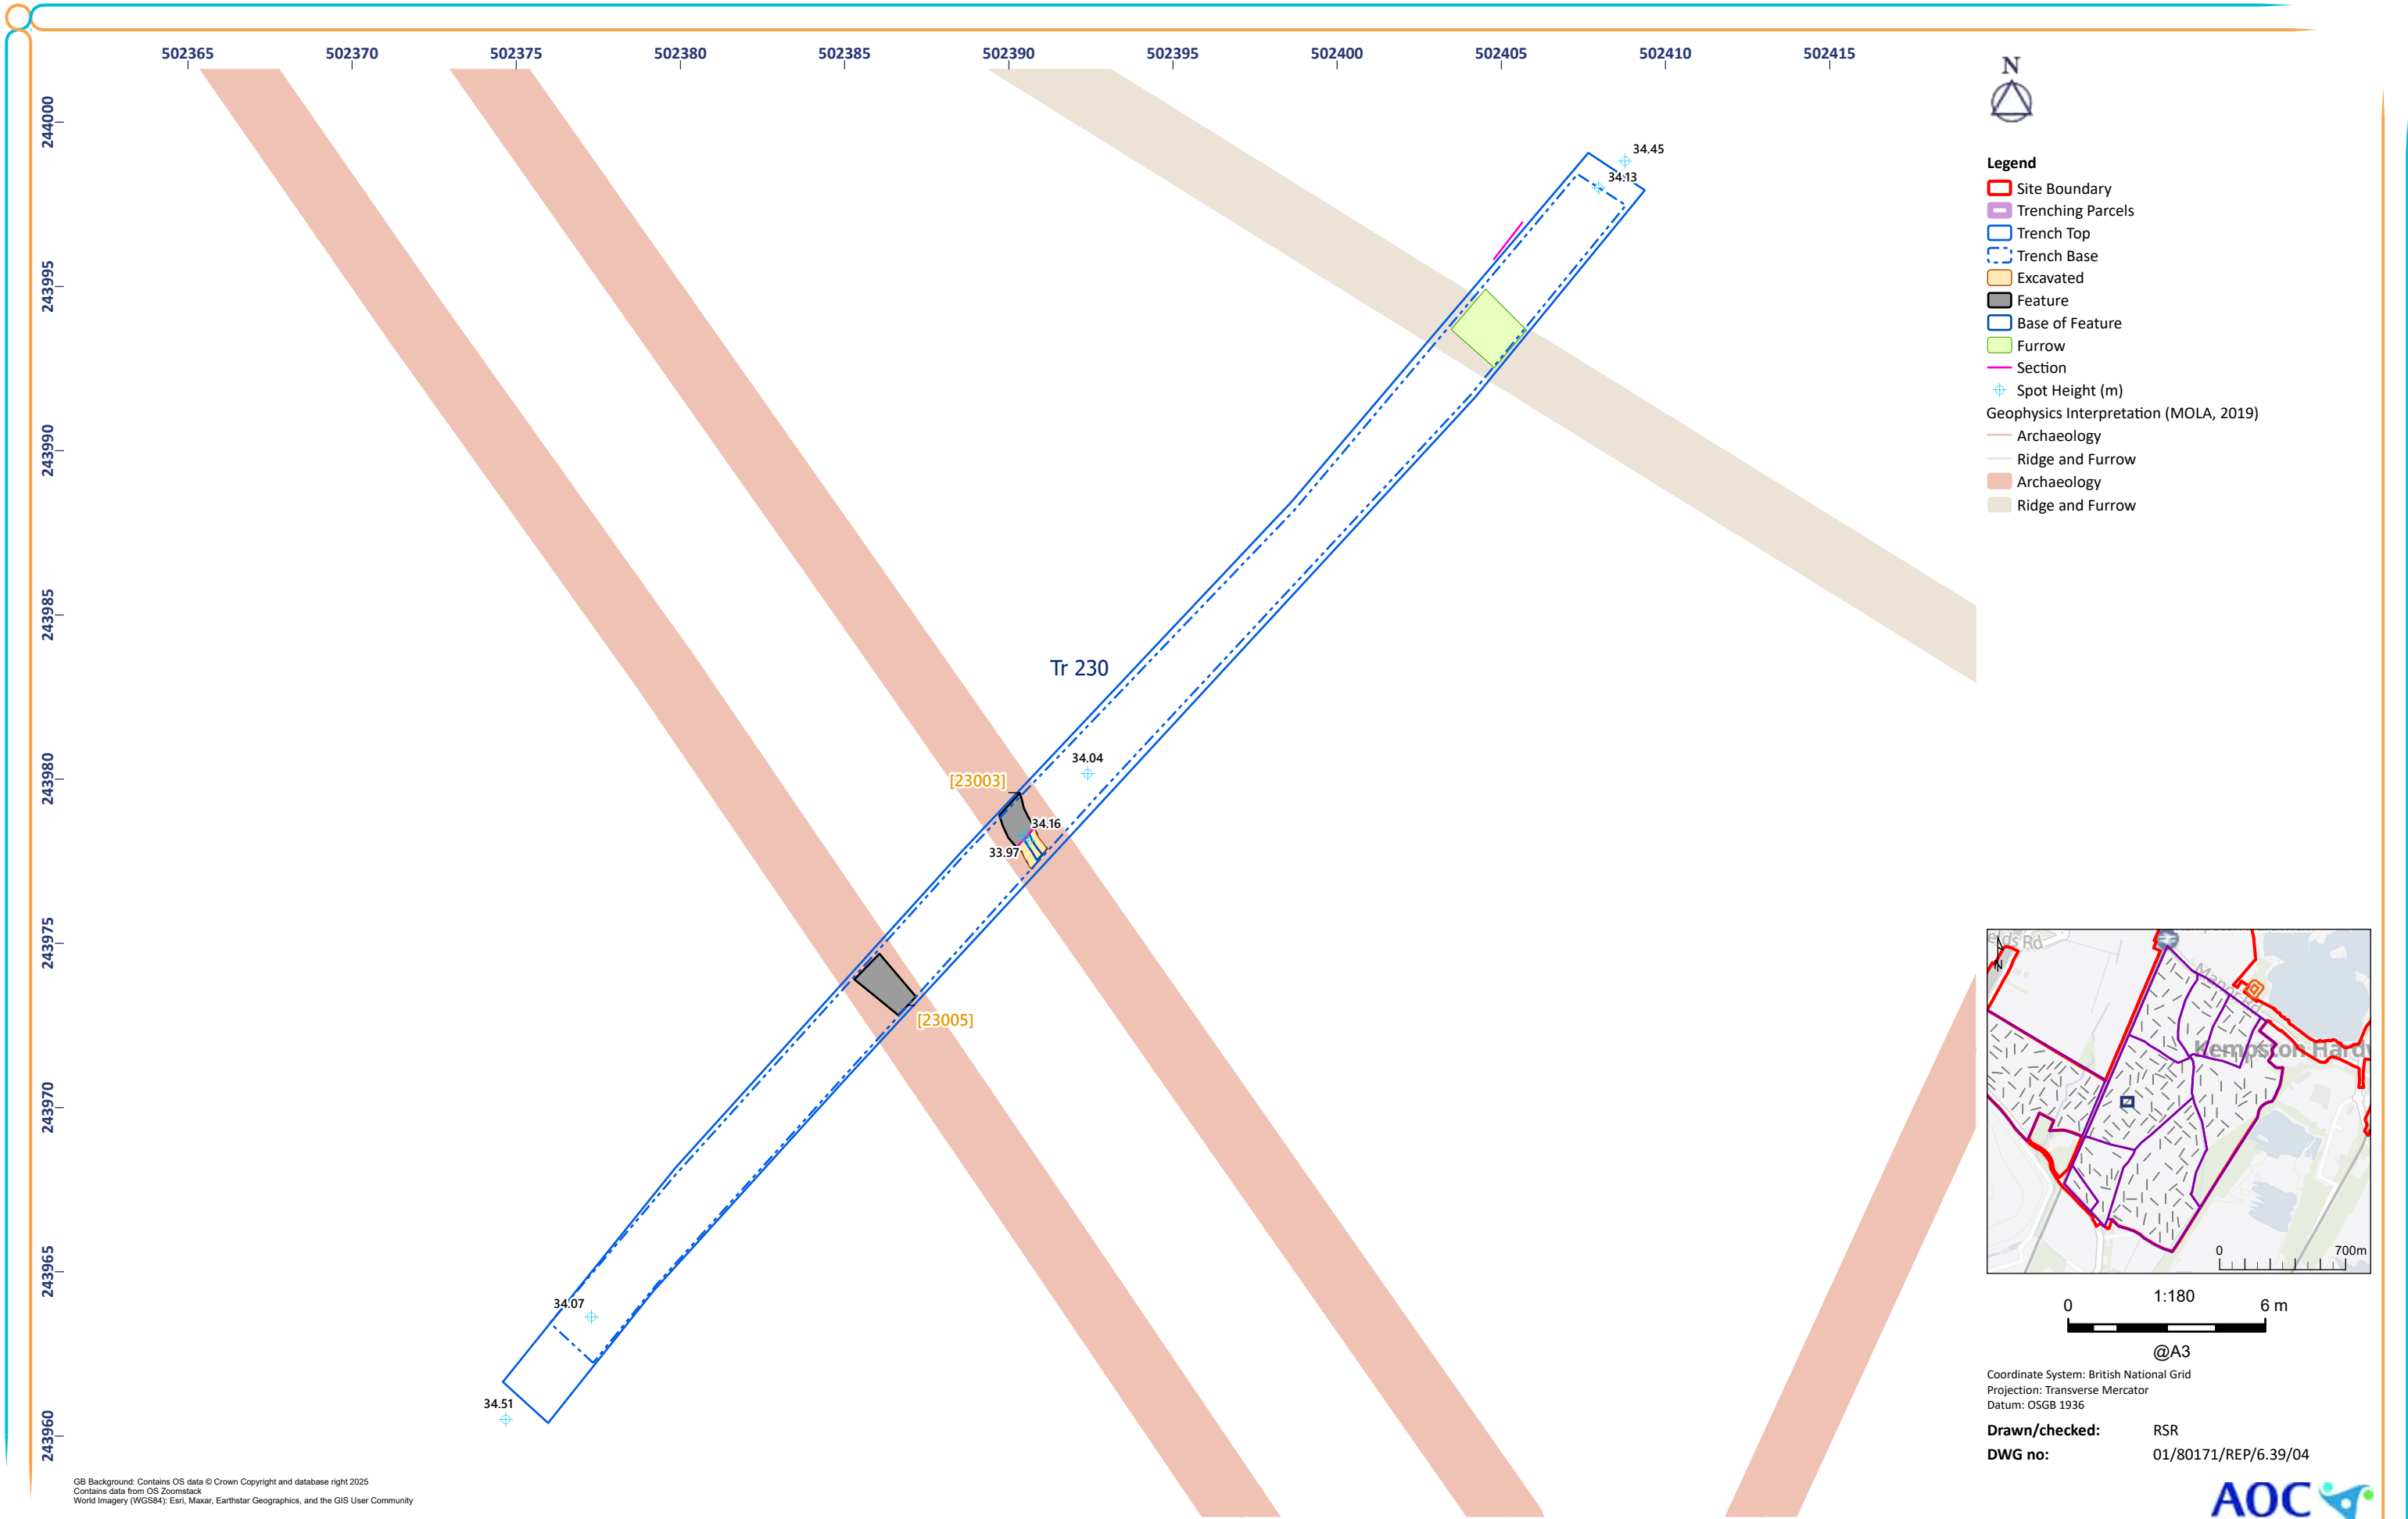 502365 502370 502375 502380 502385 502390 502395 502400 502405 502410 502415
244000
243995
243990
243985
243980
243975
243970
243965
243960
34.45
34.13
Tr 230
34.04
[23003]
34.16
33.97
[23005]
34.07
34.51
N
Legend
Site Boundary
Trenching Parcels
Trench Top
Trench Base
Excavated
Feature
Base of Feature
Furrow
Section
Spot Height (m)
Geophysics Interpretation (MOLA, 2019)
Archaeology
Ridge and Furrow
Archaeology
Ridge and Furrow
Rd
N
Kempston Hardw
0 700m
1:180
0 6 m
@A3
Coordinate System: British National Grid
Projection: Transverse Mercator
Datum: OSGB 1936
Drawn/checked: RSR
DWG no: 01/80171/REP/6.39/04
AOC
GB Background: Contains OS data © Crown Copyright and database right 2025
Contains data from OS Zoomstack
World Imagery (WGS84): Esri, Maxar, Earthstar Geographics, and the GIS User Community